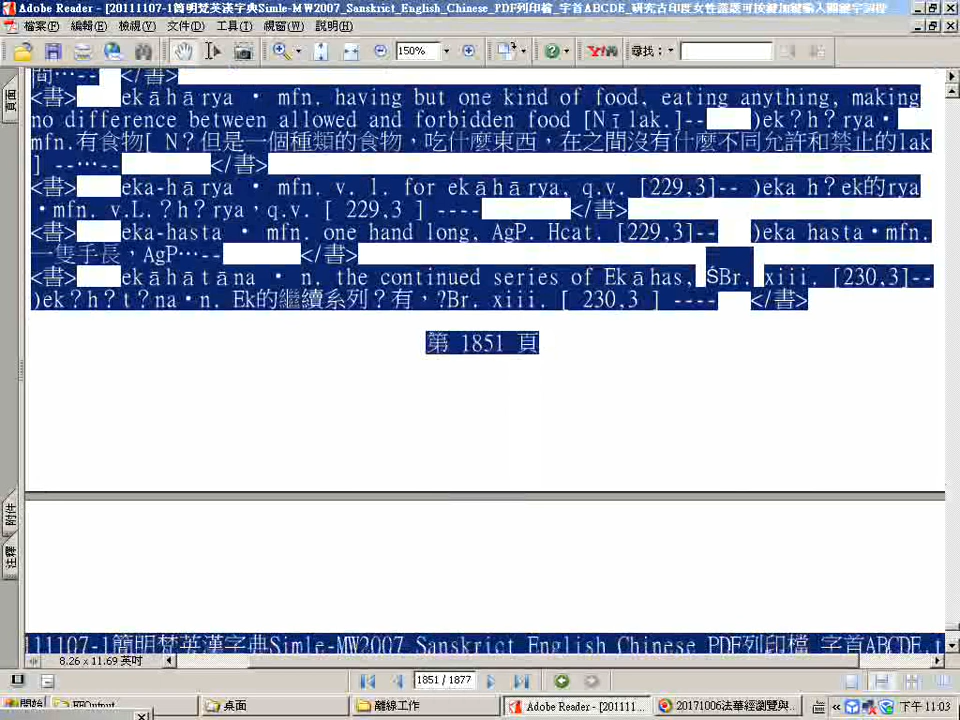 Adobe Reader - [20111107-1簡明梵英漢字典Simle-MW2007_Sanskrict_English_Chinese_PDF列印檔_字首ABCDE_研究古印度女性議題可按鍵加鍵輸入關鍵字詞檔
檔案(F) 編輯(E) 檢視(V) 文件(D) 工具(T) 視窗(W) 說明(H)
150% Y! 尋找:
頁面
間…-- </書>
<書> ekāhārya • mfn. having but one kind of food, eating anything, making
no difference between allowed and forbidden food [Nīlak.]-- )ek?h?rya•
mfn.有食物[ N?但是一個種類的食物，吃什麼東西，在之間沒有什麼不同允許和禁止的lak
] --…-- </書>
<書> eka-hārya • mfn. v. l. for ekāhārya, q.v. [229,3]-- )eka h?ek的rya
•mfn. v.L.?h?rya，q.v. [ 229,3 ] ---- </書>
<書> eka-hasta • mfn. one hand long, AgP. Hcat. [229,3]-- )eka hasta•mfn.
一隻手長，AgP…-- </書>
<書> ekāhātāna • n. the continued series of Ekāhas, ŚBr. xiii. [230,3]--
)ek?h?t?na•n. Ek的繼續系列?有，?Br. xiii. [ 230,3 ] ---- </書>
第 1851 頁
附件
注釋
111107-1簡明梵英漢字典Simle-MW2007_Sanskrict_English_Chinese_PDF列印檔_字首ABCDE.
8.26 x 11.69 英吋
1851 / 1877
開始 FFOutput 桌面 離線工作 Adobe Reader - [201111... 20171006法華經瀏覽與... 下午 11:03